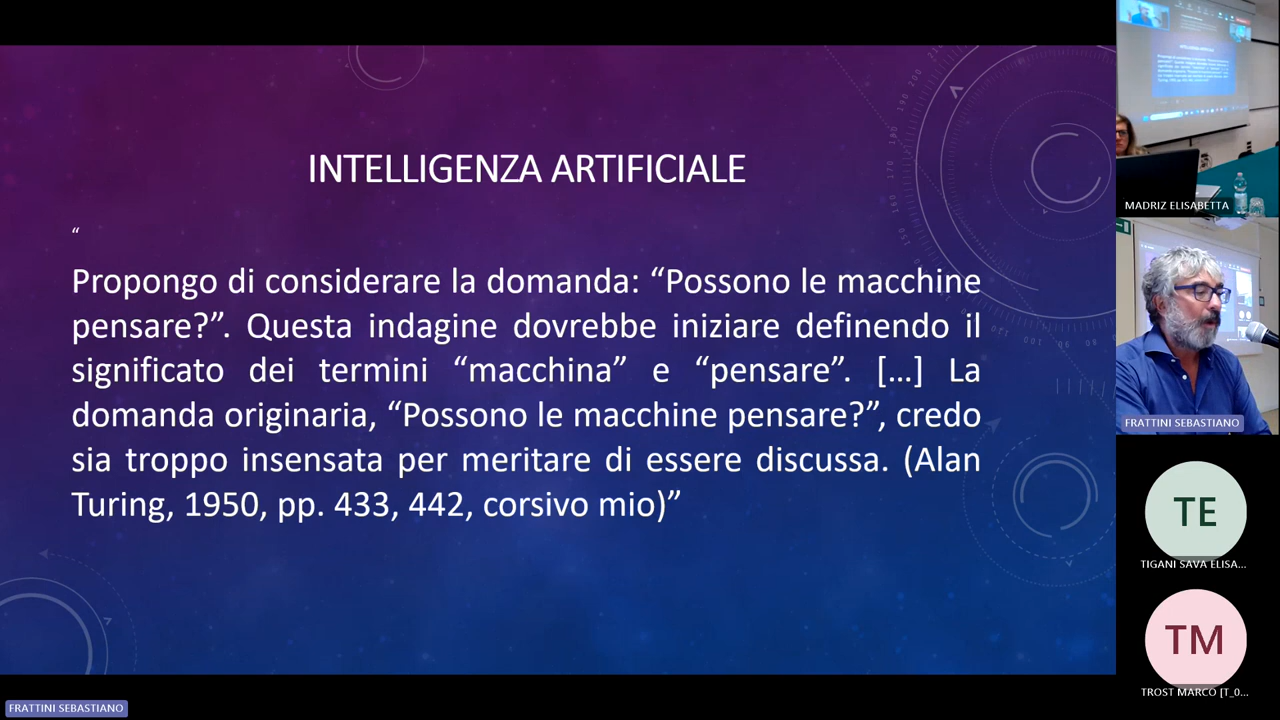 INTELLIGENZA ARTIFICIALE
“
Propongo di considerare la domanda: “Possono le macchine
pensare?”. Questa indagine dovrebbe iniziare definendo il
significato dei termini “macchina” e “pensare”. […] La
domanda originaria, “Possono le macchine pensare?”, credo
sia troppo insensata per meritare di essere discussa. (Alan
Turing, 1950, pp. 433, 442, corsivo mio)”
MADRIZ ELISABETTA
FRATTINI SEBASTIANO
TE
TIGANI SAVA ELISA...
TM
TROST MARCO [T_0...
FRATTINI SEBASTIANO